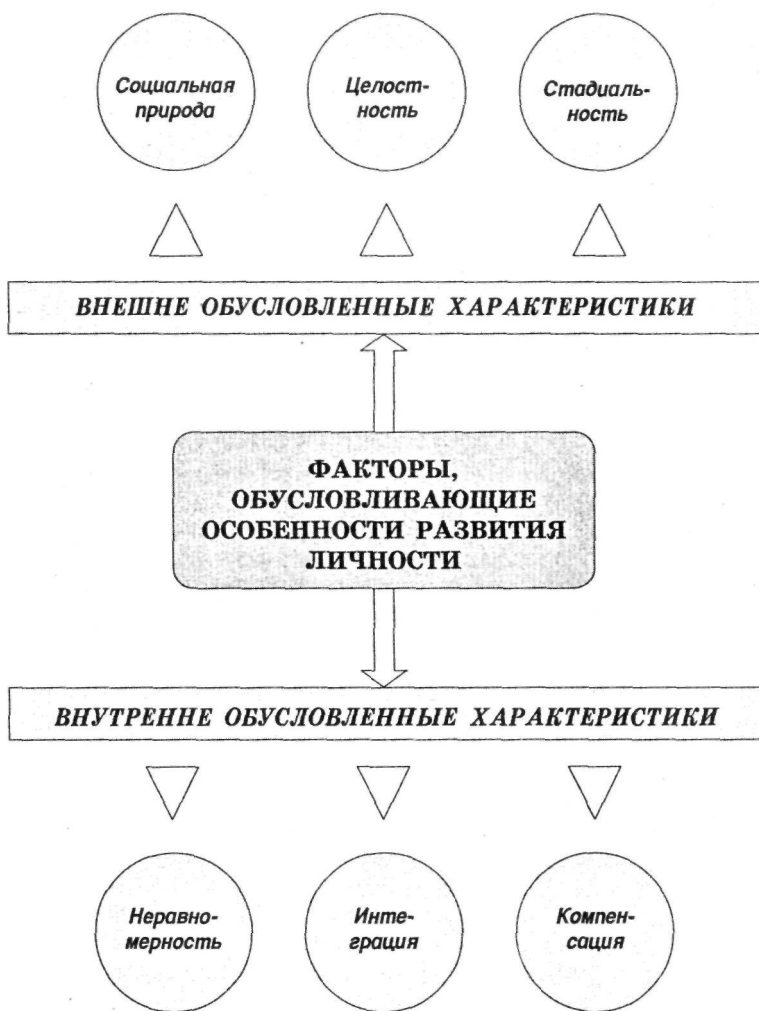 Социальная Целост- Стадиаль-
природа ность ность
ВНЕШНЕ ОБУСЛОВЛЕННЫЕ ХАРАКТЕРИСТИКИ
ФАКТОРЫ,
ОБУСЛОВЛИВАЮЩИЕ
ОСОБЕННОСТИ РАЗВИТИЯ
ЛИЧНОСТИ
ВНУТРЕННЕ ОБУСЛОВЛЕННЫЕ ХАРАКТЕРИСТИКИ
Неравно- Инте- Компен-
мерность грация сация